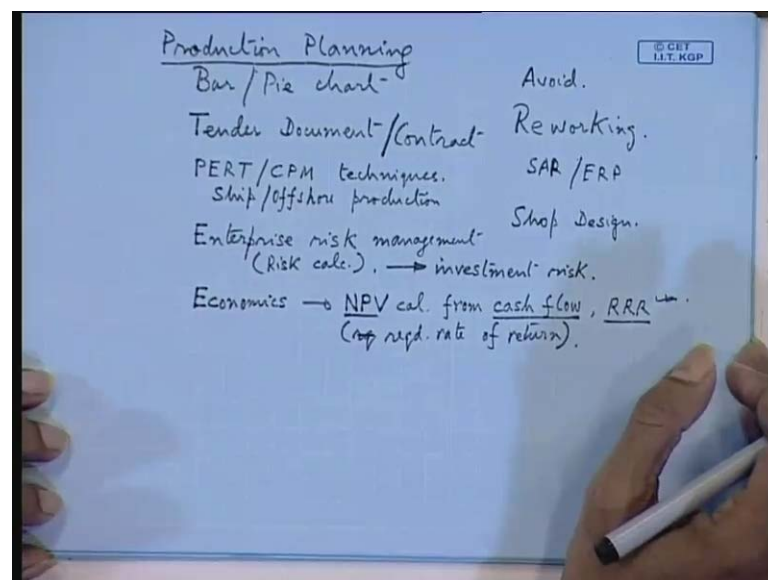 Production Planning
© CET
I.I.T. KGP
Bar / Pie chart
Avoid.
Tender Document / Contract
Reworking.
PERT / CPM techniques.
SAR / ERP
Ship / offshore production
Shop Design.
Enterprise risk management
(Risk calc.). → investment risk.
Economics → NPV cal. from cash flow, RRR
(reqd. rate of return).